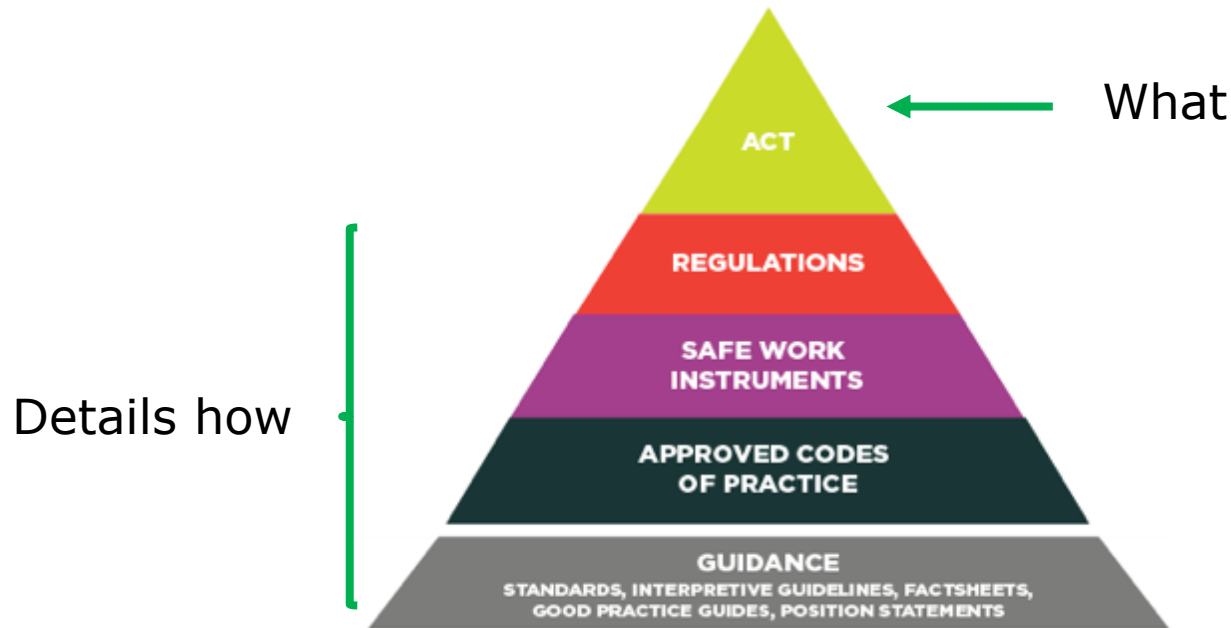 What
ACT
REGULATIONS
SAFE WORK
INSTRUMENTS
Details how
APPROVED CODES
OF PRACTICE
GUIDANCE
STANDARDS, INTERPRETIVE GUIDELINES, FACTSHEETS,
GOOD PRACTICE GUIDES, POSITION STATEMENTS